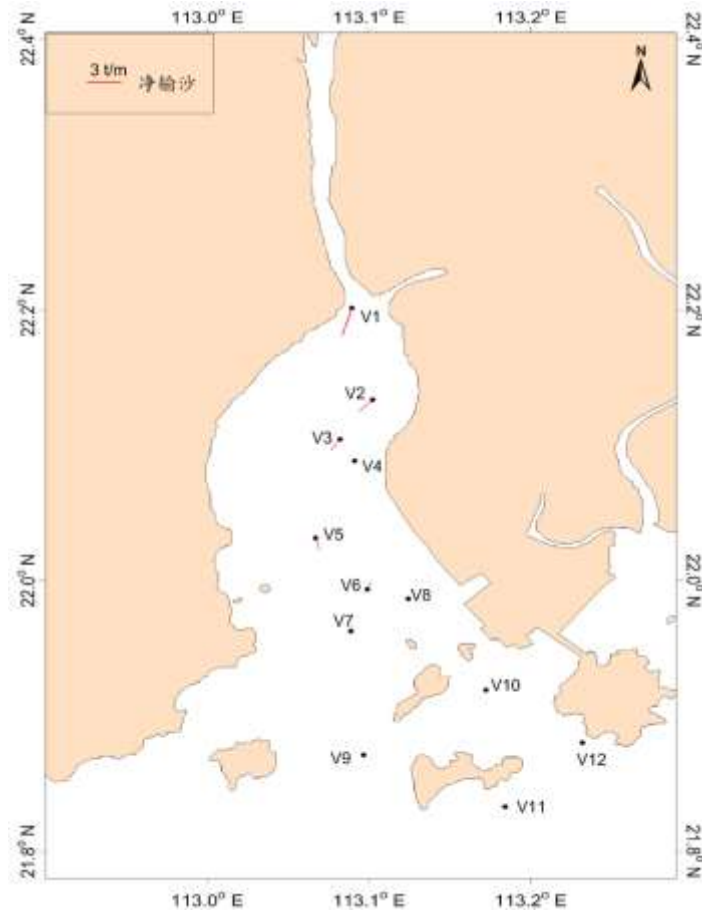 113.0° E 113.1° E 113.2° E
22.4° N 22.4° N
3 t/m
净输沙
N
22.2° N 22.2° N
V1
V2
V3
V4
V5
22.0° N 22.0° N
V6
V8
V7
V10
V12
V9
V11
21.8° N 21.8° N
113.0° E 113.1° E 113.2° E